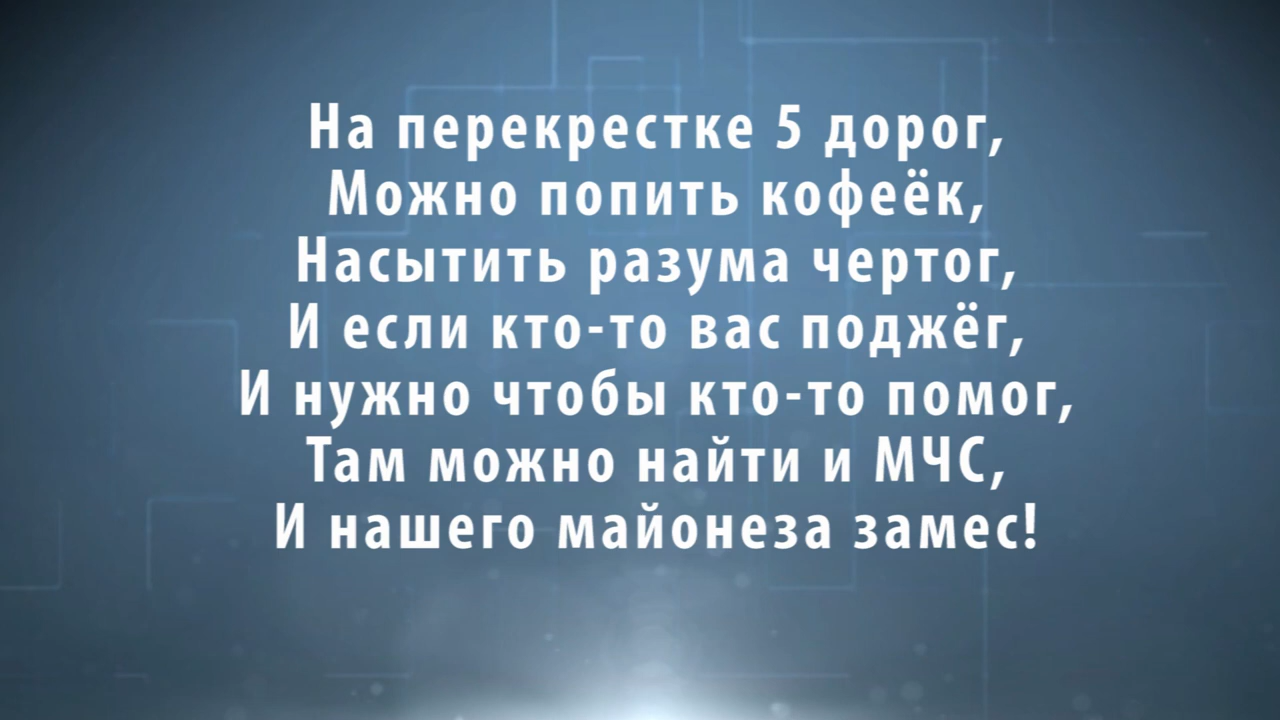 На перекрестке 5 дорог,
Можно попить кофеёк,
Насытить разума чертог,
И если кто-то вас поджёг,
И нужно чтобы кто-то помог,
Там можно найти и МЧС,
И нашего майонеза замес!